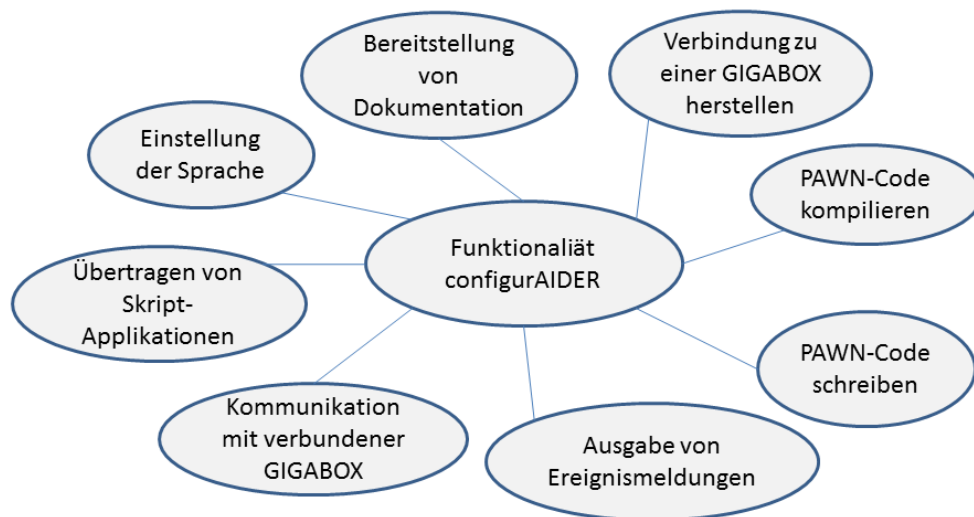 Bereitstellung
von
Dokumentation
Verbindung zu
einer GIGABOX
herstellen
Einstellung
der Sprache
PAWN-Code
kompilieren
Funktionaliät
configurAIDER
Übertragen von
Skript-
Applikationen
PAWN-Code
schreiben
Kommunikation
mit verbundener
GIGABOX
Ausgabe von
Ereignismeldungen